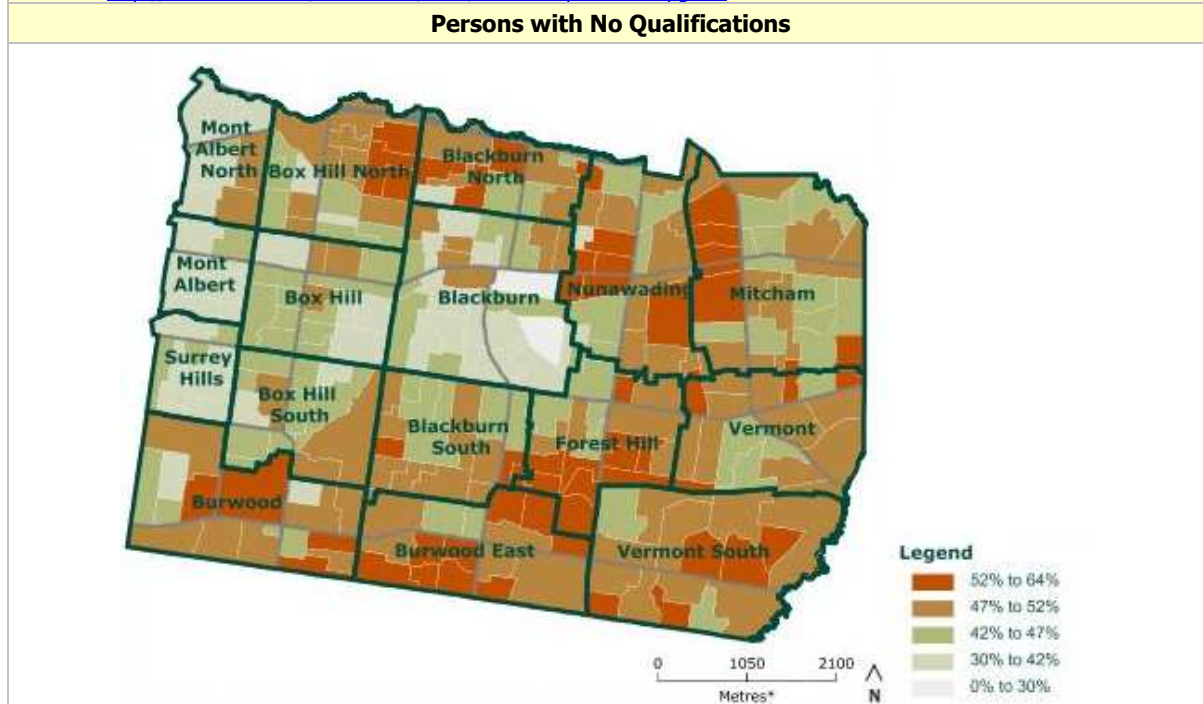 Persons with No Qualifications
Mont
Albert
North
Box Hill North
Blackburn
North
Mont
Albert
Box Hill
Blackburn
Nunawading
Mitcham
Surrey
Hills
Box Hill
South
Blackburn
South
Forest Hill
Vermont
Burwood
Burwood East
Vermont South
Legend
52% to 64%
47% to 52%
42% to 47%
30% to 42%
0% to 30%
0 1050 2100
Metres*
N